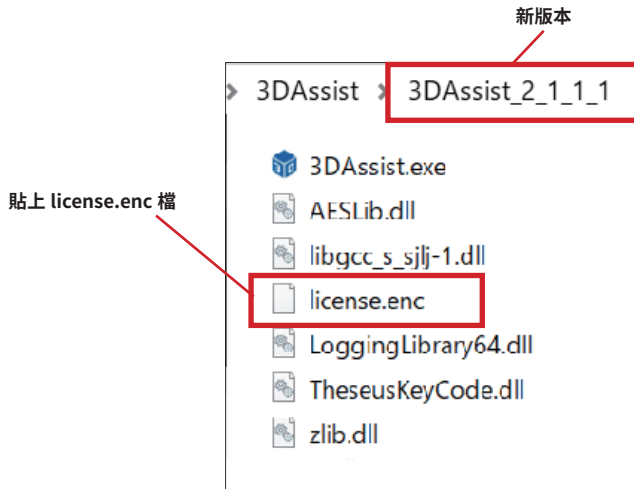 新版本
3DAssist 3DAssist_2_1_1_1
3DAssist.exe
貼上 license.enc 檔
AESLib.dll
libgcc_s_sjlj-1.dll
license.enc
LoggingLibrary64.dll
TheseusKeyCode.dll
zlib.dll